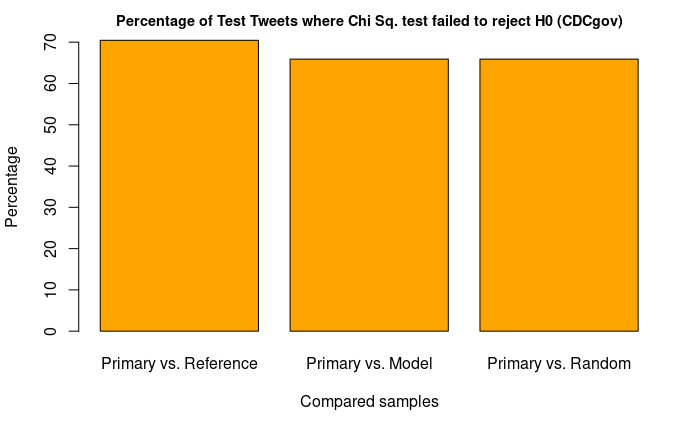 Percentage of Test Tweets where Chi Sq. test failed to reject H0 (CDCgov)
Percentage
70
60
50
40
30
20
10
0
Primary vs. Reference
Primary vs. Model
Primary vs. Random
Compared samples